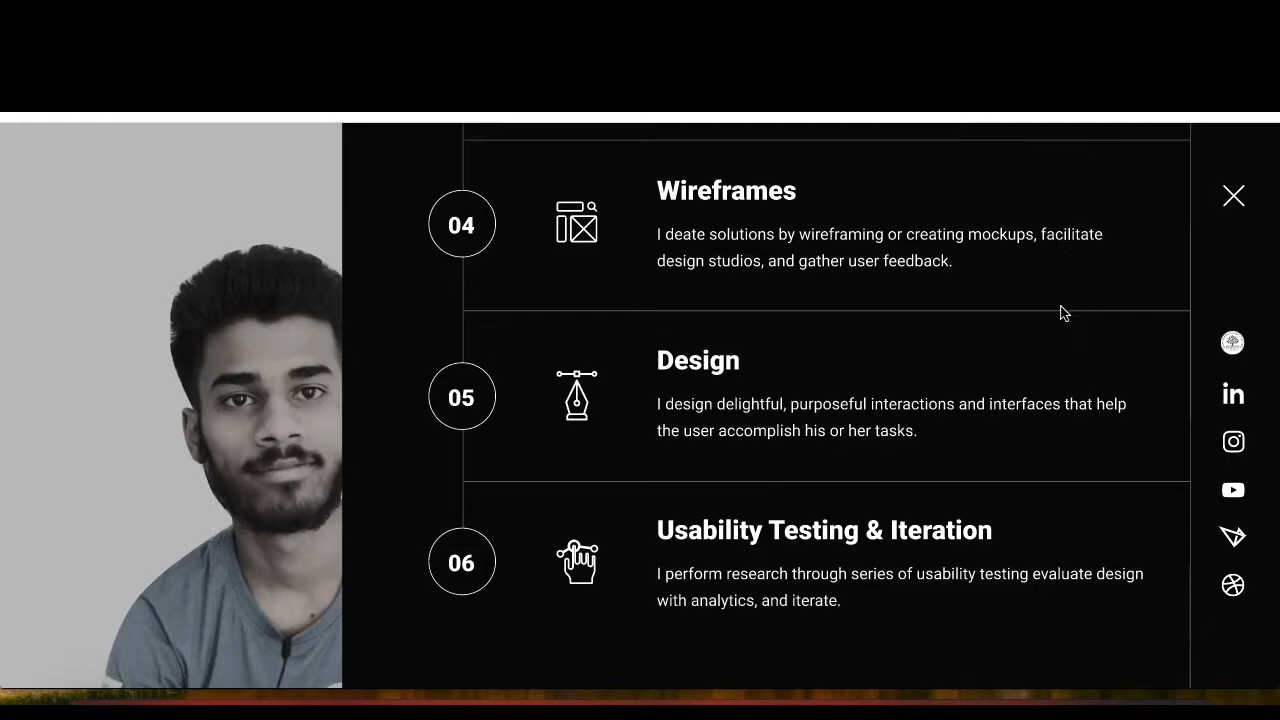 04
Wireframes
I deate solutions by wireframing or creating mockups, facilitate
design studios, and gather user feedback.
05
Design
I design delightful, purposeful interactions and interfaces that help
the user accomplish his or her tasks.
06
Usability Testing & Iteration
I perform research through series of usability testing evaluate design
with analytics, and iterate.
in